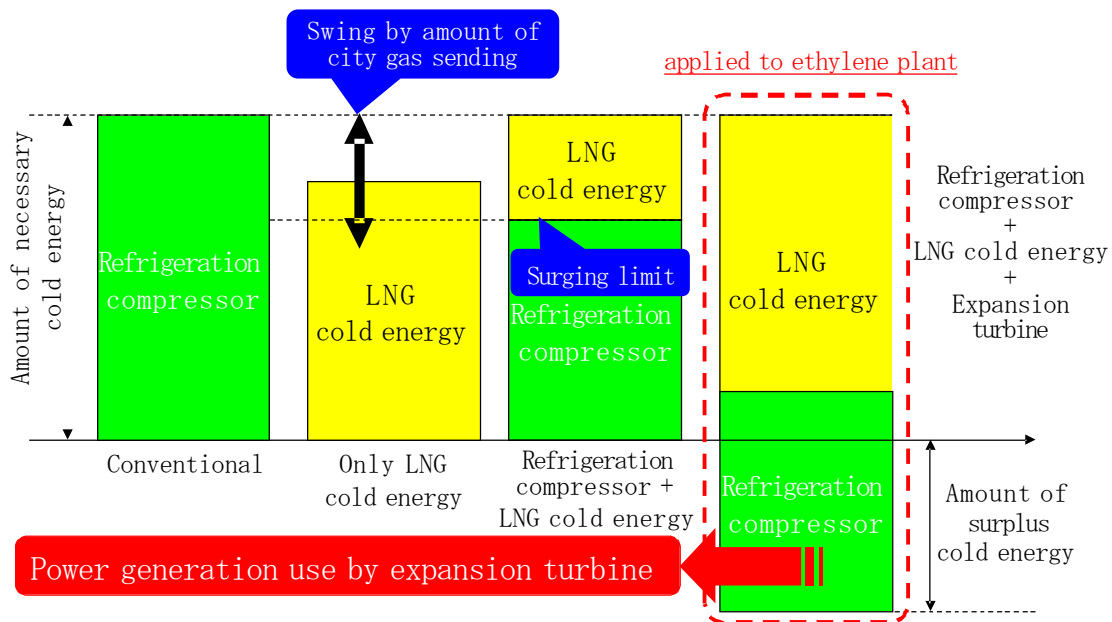 Swing by amount of
city gas sending
applied to ethylene plant
Amount of necessary
cold energy
Refrigeration
compressor
LNG
cold energy
LNG
cold energy
Surging limit
Refrigeration
compressor
LNG
cold energy
Refrigeration
compressor
+
LNG cold energy
+
Expansion
turbine
Conventional
Only LNG
cold energy
Refrigeration
compressor +
LNG cold energy
Refrigeration
compressor
Amount of
surplus
cold energy
Power generation use by expansion turbine